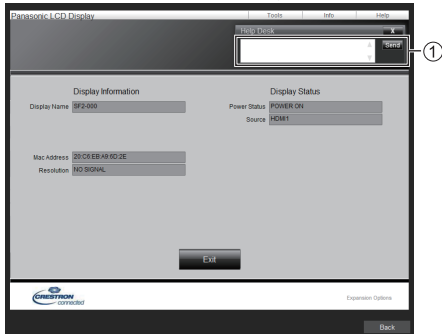 Panasonic LCD Display
Tools Info Help
Help Desk X
Send
1
Display Information Display Status
Display Name SF2-000 Power Status POWER ON
Source HDMI1
Mac Address 20:C6:EB:A9:6D:2E
Resolution NO SIGNAL
Exit
CRESTRON
connected
Expansion Options
Back